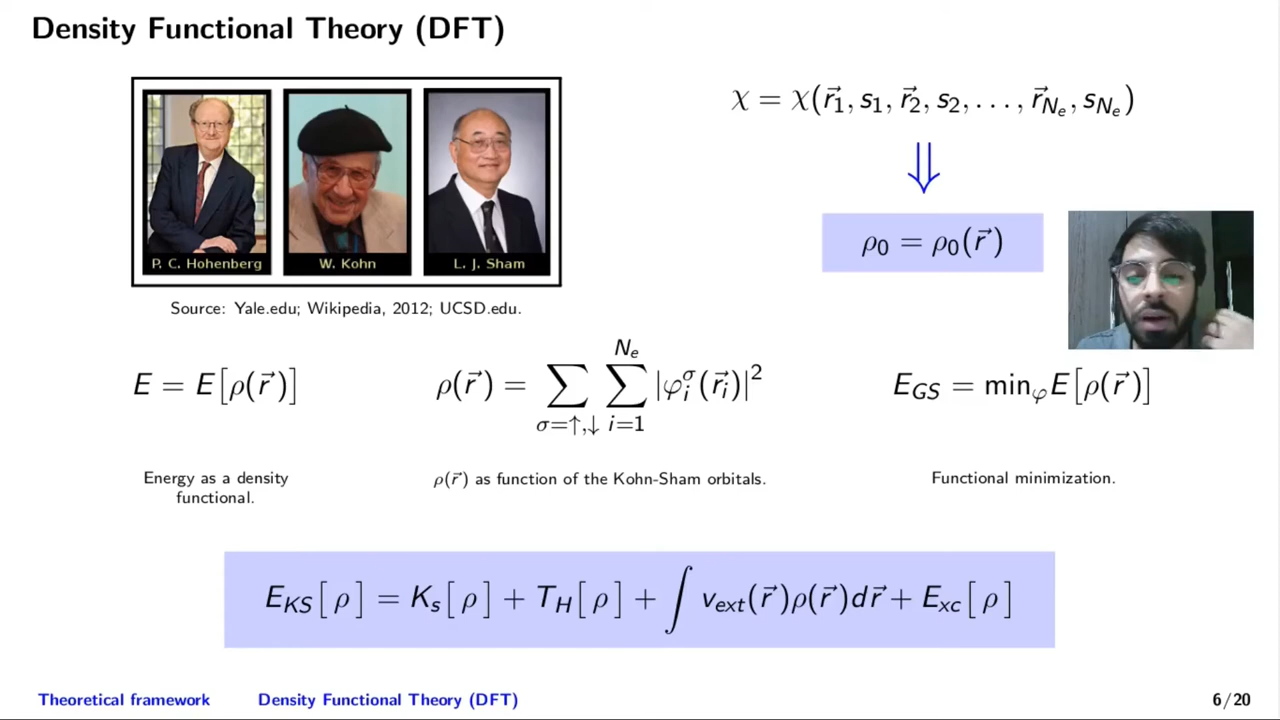 Density Functional Theory (DFT)
P. C. Hohenberg
W. Kohn
L. J. Sham
Source: Yale.edu; Wikipedia, 2012; UCSD.edu.
χ = χ(r⃗₁, s₁, r⃗₂, s₂, . . . , r⃗_{N_e}, s_{N_e})
⇓
ρ₀ = ρ₀(r⃗)
E = E[ρ(r⃗)]
ρ(r⃗) = ∑_{σ=↑,↓} ∑_{i=1}^{N_e} |φ_i^σ(r⃗_i)|²
E_{GS} = min_φ E[ρ(r⃗)]
Energy as a density
functional.
ρ(r⃗) as function of the Kohn-Sham orbitals.
Functional minimization.
E_{KS}[ρ] = K_s[ρ] + T_H[ρ] + ∫ v_{ext}(r⃗)ρ(r⃗)dr⃗ + E_{xc}[ρ]
Theoretical framework Density Functional Theory (DFT) 6/20